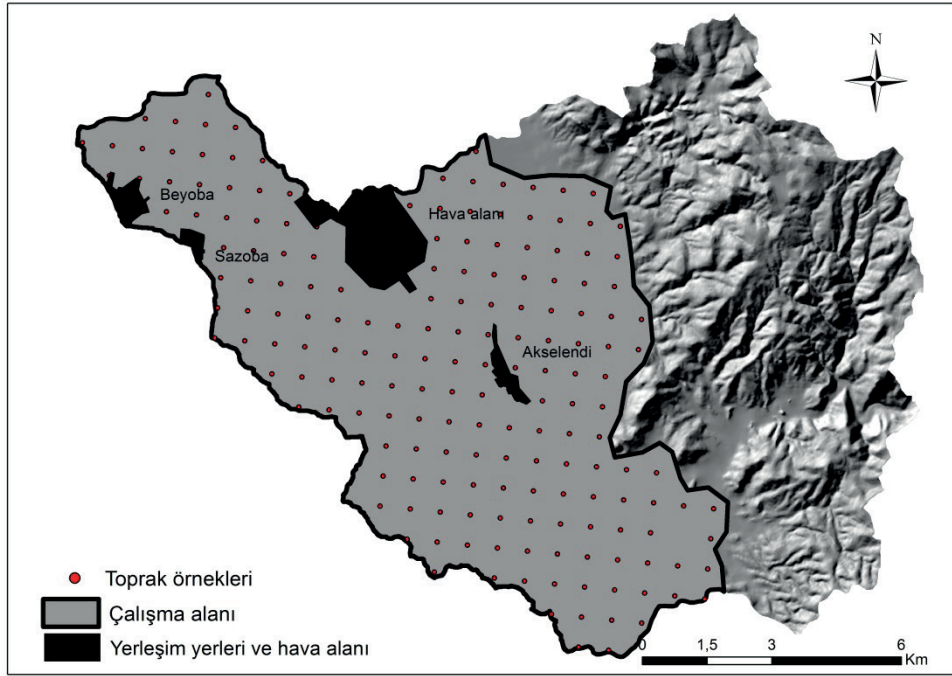 N
Beyoba
Hava alanı
Sazoba
Akselendi
Toprak örnekleri
Çalışma alanı
Yerleşim yerleri ve hava alanı
0 1,5 3 6
Km